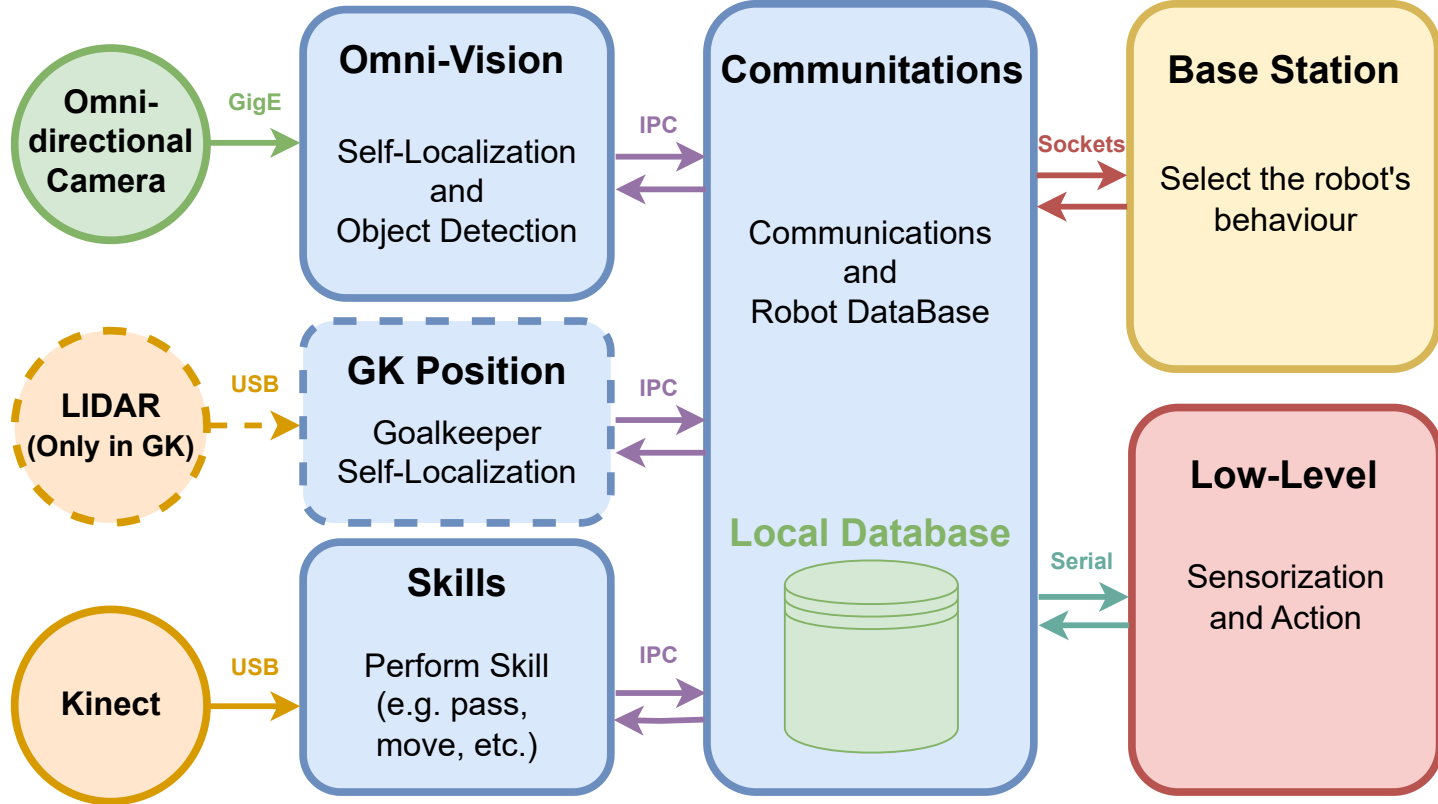 Omni-
directional
Camera
GigE
Omni-Vision
Self-Localization
and
Object Detection
IPC
LIDAR
(Only in GK)
USB
GK Position
Goalkeeper
Self-Localization
IPC
Kinect
USB
Skills
Perform Skill
(e.g. pass,
move, etc.)
IPC
Communitations
Communications
and
Robot DataBase
Local Database
Sockets
Base Station
Select the robot's
behaviour
Serial
Low-Level
Sensorization
and Action